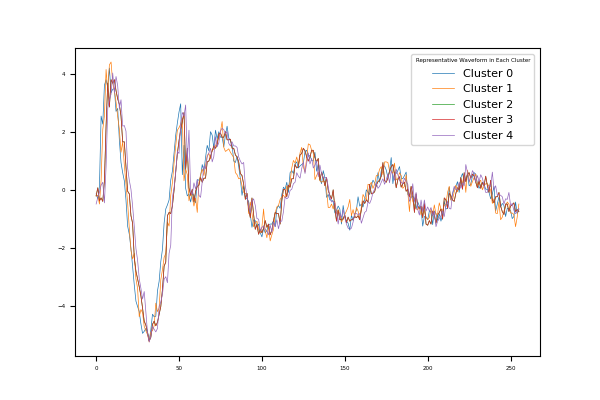 Representative Waveform in Each Cluster
Cluster 0
Cluster 1
Cluster 2
Cluster 3
Cluster 4
4
2
0
−2
−4
0
50
100
150
200
250